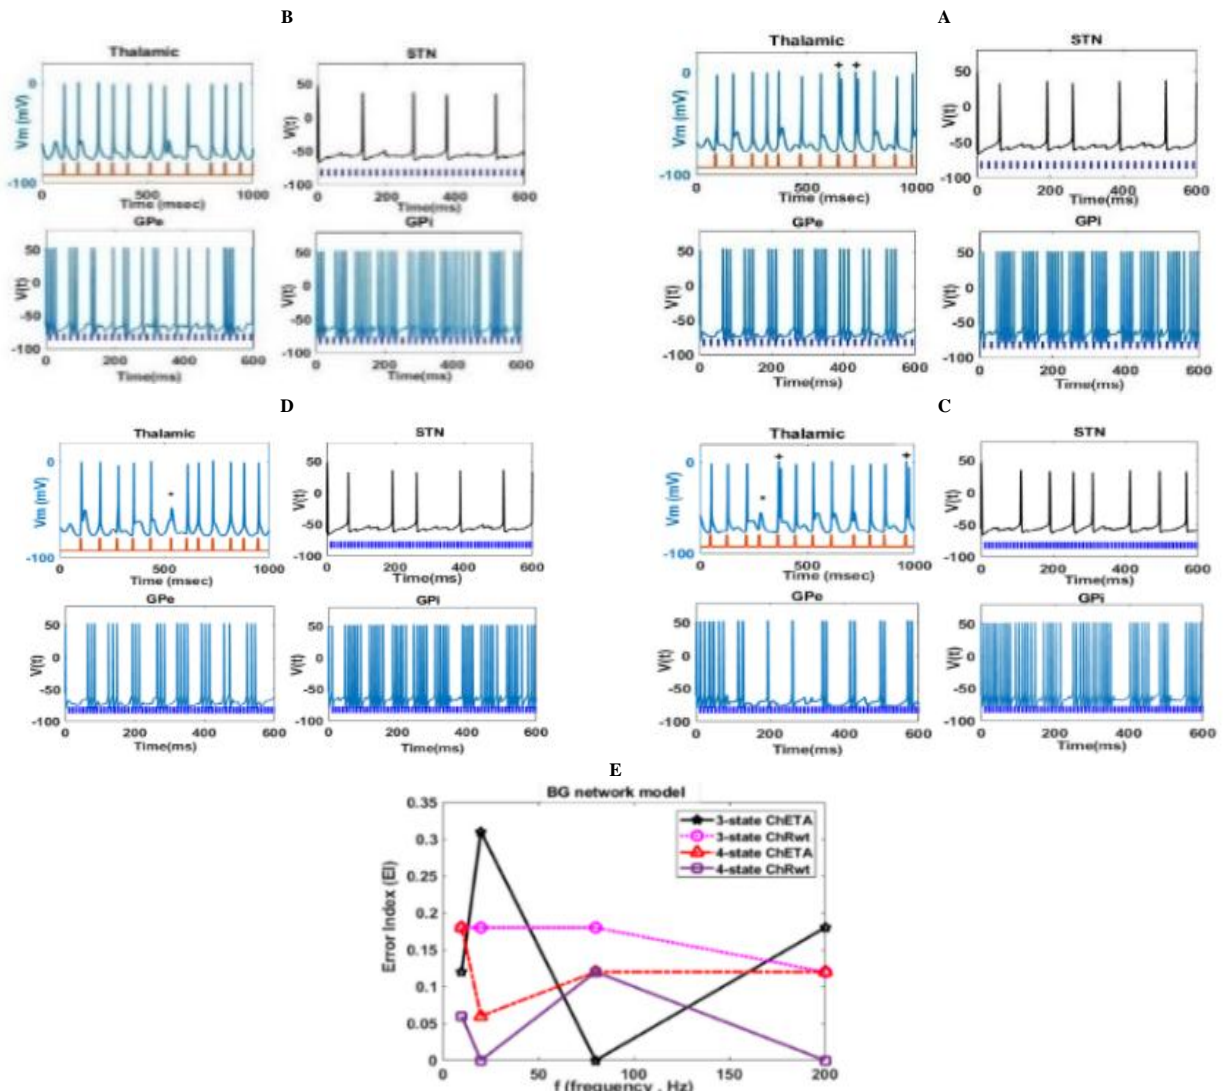 B
A
Thalamic
STN
Thalamic
STN
Vm (mV)
0
-100
0 500 1000
Time (msec)
V(t)
50
0
-50
-100
0 200 400 600
Time(ms)
Vm (mV)
0
-100
0 500 1000
Time (msec)
+ +
V(t)
50
0
-50
-100
0 200 400 600
Time(ms)
GPe
GPi
GPe
GPi
V(t)
50
0
-50
-100
0 200 400 600
Time(ms)
V(t)
50
0
-50
-100
0 200 400 600
Time(ms)
V(t)
50
0
-50
-100
0 200 400 600
Time(ms)
V(t)
50
0
-50
-100
0 200 400 600
Time(ms)
D
C
Thalamic
STN
Thalamic
STN
Vm (mV)
0
-100
0 500 1000
Time (msec)
*
V(t)
50
0
-50
-100
0 200 400 600
Time(ms)
Vm (mV)
0
-100
0 500 1000
Time (msec)
* + +
V(t)
50
0
-50
-100
0 200 400 600
Time(ms)
GPe
GPi
GPe
GPi
V(t)
50
0
-50
-100
0 200 400 600
Time(ms)
V(t)
50
0
-50
-100
0 200 400 600
Time(ms)
V(t)
50
0
-50
-100
0 200 400 600
Time(ms)
V(t)
50
0
-50
-100
0 200 400 600
Time(ms)
E
BG network model
Error Index (EI)
0.35
0.3
0.25
0.2
0.15
0.1
0.05
0
3-state ChETA
3-state ChRwt
4-state ChETA
4-state ChRwt
0 50 100 150 200
f (frequency , Hz)